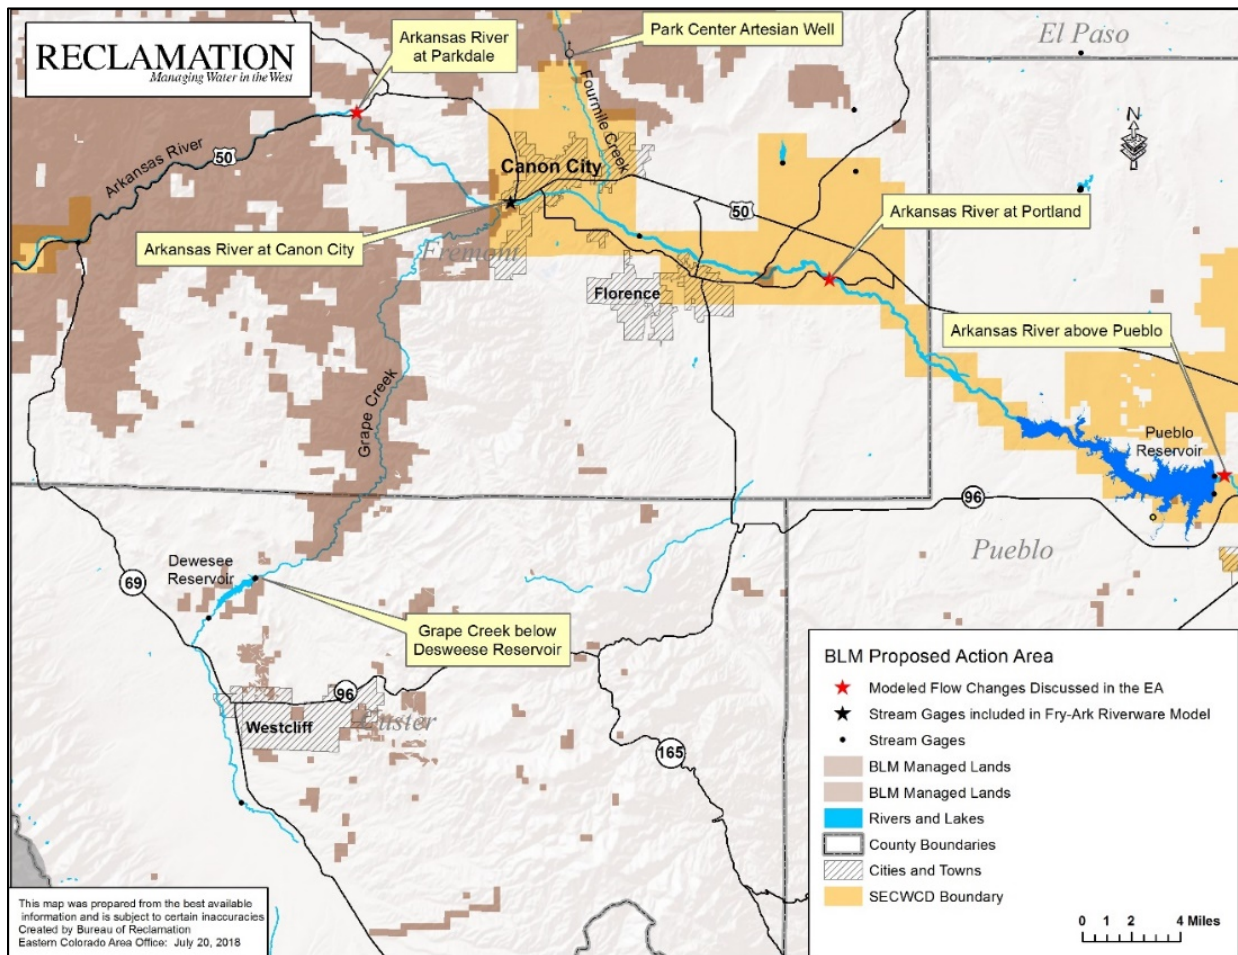 RECLAMATION
Managing Water in the West
Arkansas River
at Parkdale
Park Center Artesian Well
El Paso
N
Fourmile Creek
Arkansas River
50
Canon City
50
Arkansas River at Portland
Arkansas River at Canon City
Fremont
Florence
Arkansas River above Pueblo
Grape Creek
Pueblo
Reservoir
96
Pueblo
Dewesee
Reservoir
69
Grape Creek below
Desweese Reservoir
96
Westcliff
Custer
165
BLM Proposed Action Area
Modeled Flow Changes Discussed in the EA
Stream Gages included in Fry-Ark Riverware Model
Stream Gages
BLM Managed Lands
BLM Managed Lands
Rivers and Lakes
County Boundaries
Cities and Towns
SECWCD Boundary
0 1 2 4 Miles
This map was prepared from the best available
information and is subject to certain inaccuracies
Created by Bureau of Reclamation
Eastern Colorado Area Office: July 20, 2018